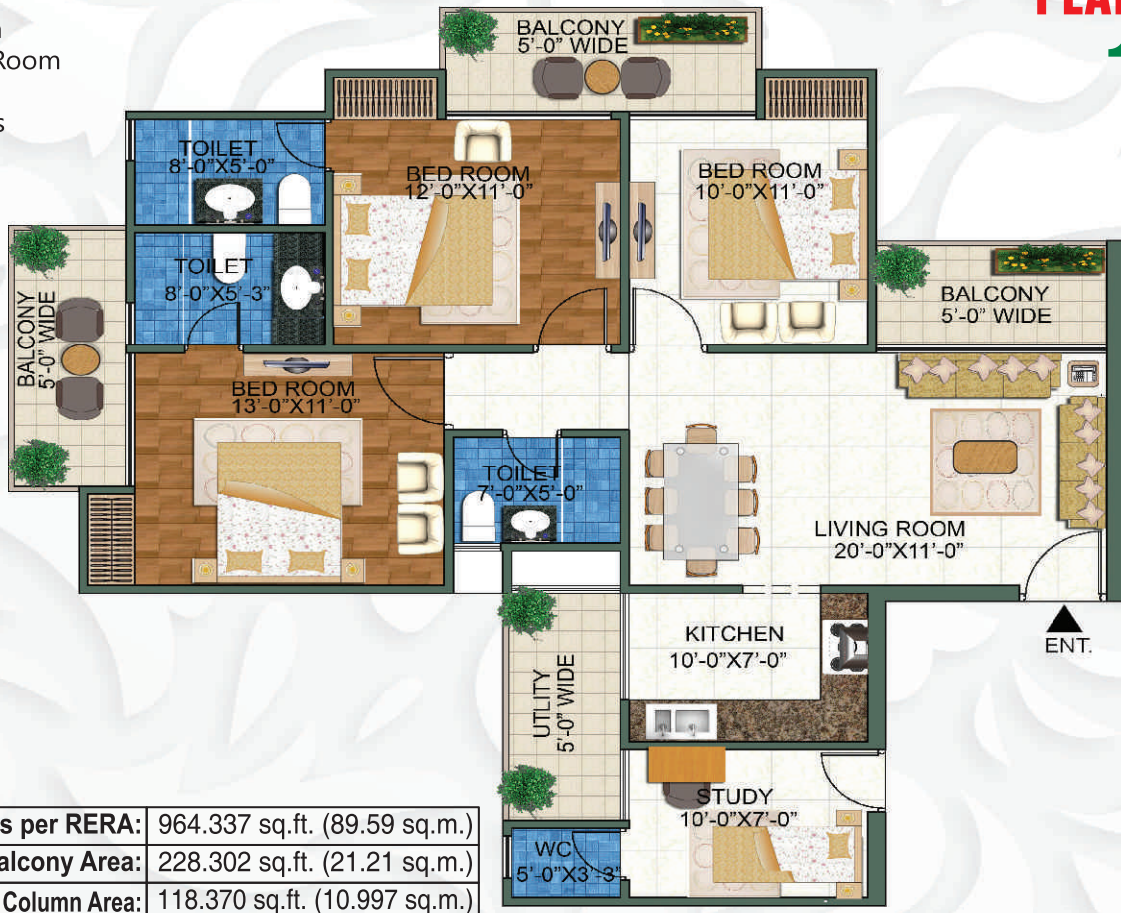 Room
BALCONY
5'-0" WIDE
TOILET
8'-0"X5'-0"
BED ROOM
12'-0"X11'-0"
BED ROOM
10'-0"X11'-0"
TOILET
8'-0"X5'-3"
BALCONY
5'-0" WIDE
BALCONY
5'-0" WIDE
BED ROOM
13'-0"X11'-0"
TOILET
7'-0"X5'-0"
LIVING ROOM
20'-0"X11'-0"
KITCHEN
10'-0"X7'-0"
ENT.
UTLITY
5'-0" WIDE
STUDY
10'-0"X7'-0"
WC
5'-0"X3'-3"
s per RERA: 964.337 sq.ft. (89.59 sq.m.)
alcony Area: 228.302 sq.ft. (21.21 sq.m.)
Column Area: 118.370 sq.ft. (10.997 sq.m.)